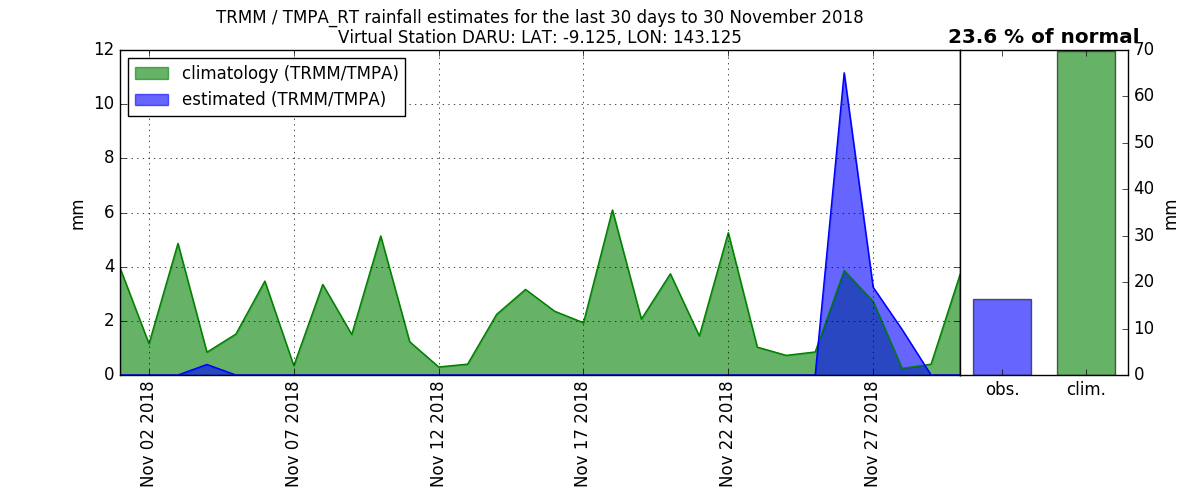 TRMM / TMPA_RT rainfall estimates for the last 30 days to 30 November 2018
Virtual Station DARU: LAT: -9.125, LON: 143.125
23.6 % of normal
climatology (TRMM/TMPA)
estimated (TRMM/TMPA)
mm
12
10
8
6
4
2
0
Nov 02 2018
Nov 07 2018
Nov 12 2018
Nov 17 2018
Nov 22 2018
Nov 27 2018
obs.
clim.
70
60
50
40
30
20
10
0
mm